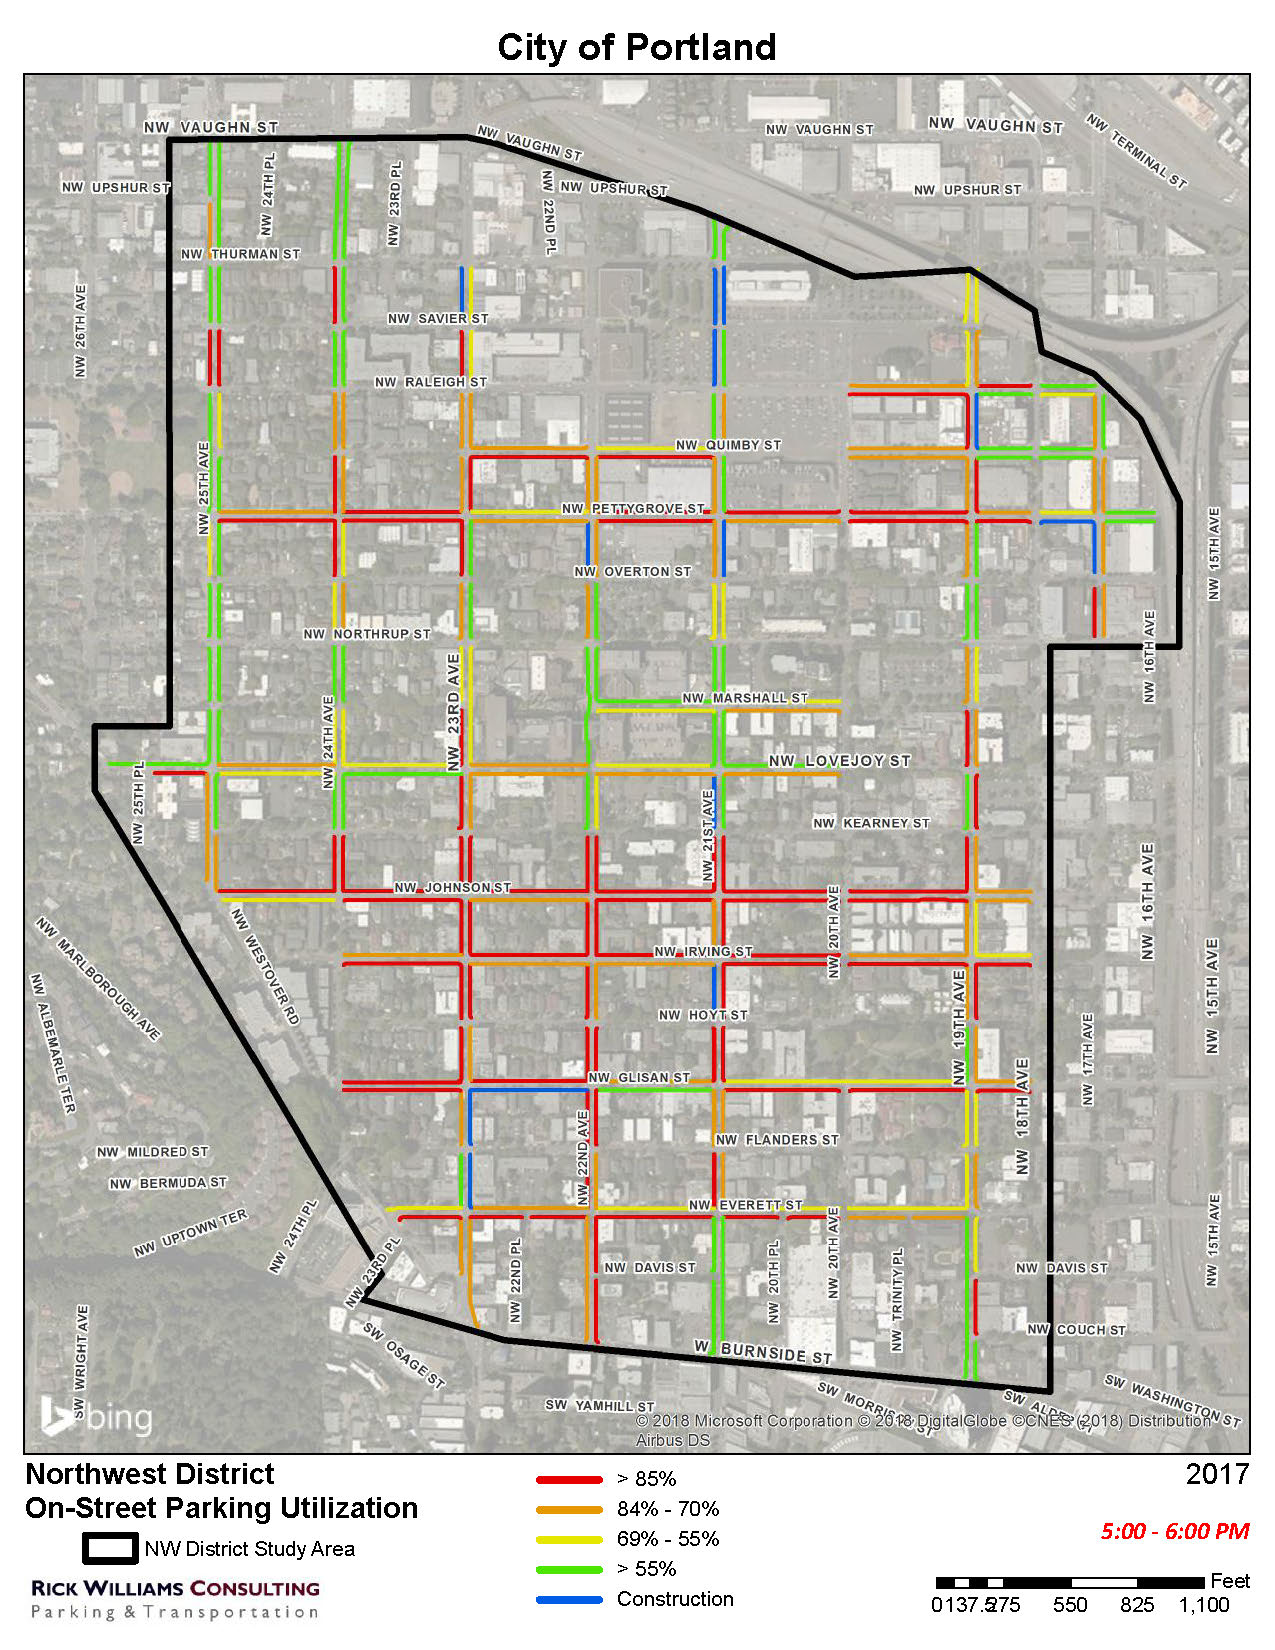 City of Portland
NW VAUGHN ST
NW VAUGHN ST
NW VAUGHN ST
NW VAUGHN ST
NW TERMINAL ST
NW UPSHUR ST
NW 24TH PL
NW 23RD PL
NW 22ND PL
NW UPSHUR ST
NW UPSHUR ST
NW THURMAN ST
NW 26TH AVE
NW SAVIER ST
NW RALEIGH ST
NW 25TH AVE
NW QUIMBY ST
NW PETTYGROVE ST
NW 15TH AVE
NW OVERTON ST
NW NORTHRUP ST
NW 16TH AVE
NW 23RD AVE
NW 24TH AVE
NW MARSHALL ST
NW LOVEJOY ST
NW 25TH PL
NW 21ST AVE
NW KEARNEY ST
NW JOHNSON ST
NW 20TH AVE
NW 16TH AVE
NW MARLBOROUGH AVE
NW WESTOVER RD
NW IRVING ST
NW 15TH AVE
NW ALBEMARLE TER
NW HOYT ST
NW 19TH AVE
NW 17TH AVE
NW GLISAN ST
NW 18TH AVE
NW 22ND AVE
NW FLANDERS ST
NW MILDRED ST
NW BERMUDA ST
NW EVERETT ST
NW UPTOWN TER
NW 24TH PL
NW 23RD PL
NW 22ND PL
NW DAVIS ST
NW 20TH PL
NW 20TH AVE
NW TRINITY PL
NW DAVIS ST
NW 15TH AVE
SW WRIGHT AVE
SW OSAGE ST
NW COUCH ST
W BURNSIDE ST
SW YAMHILL ST
SW MORRISON ST
SW ALDER ST
SW WASHINGTON ST
bing
© 2018 Microsoft Corporation © 2018 DigitalGlobe ©CNES (2018) Distribution
Airbus DS
Northwest District
On-Street Parking Utilization
NW District Study Area
RICK WILLIAMS CONSULTING
Parking & Transportation
> 85%
84% - 70%
69% - 55%
> 55%
Construction
2017
5:00 - 6:00 PM
Feet
0 137.5 275 550 825 1,100